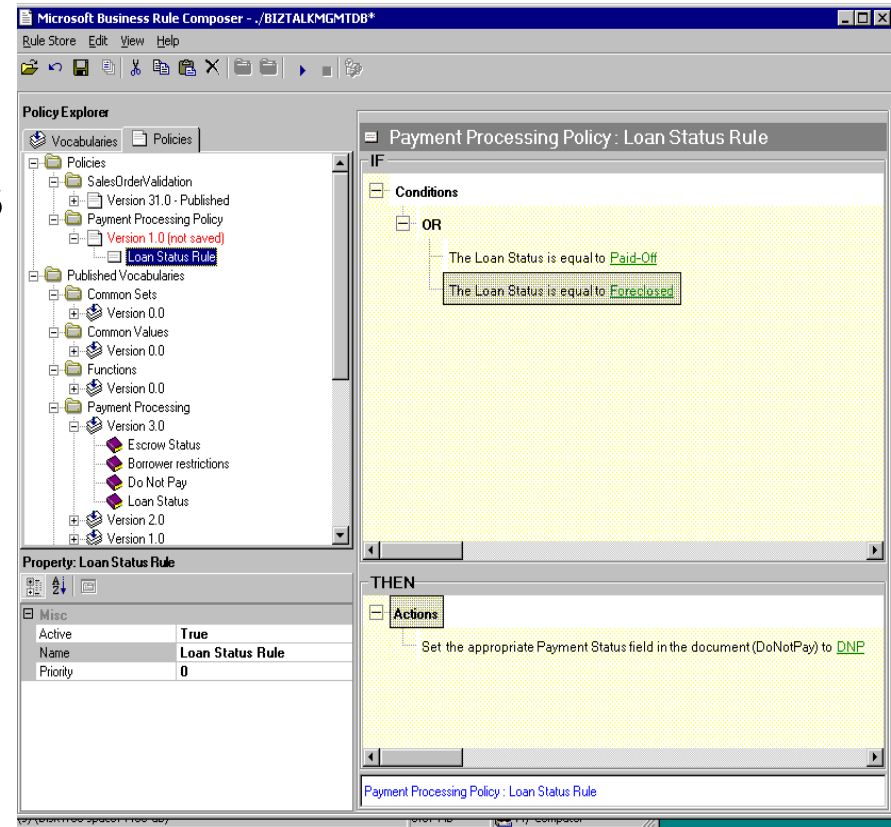 Microsoft Business Rule Composer - ./BIZTALKMGMTDB*
Rule Store Edit View Help
Policy Explorer
Vocabularies Policies
Policies
SalesOrderValidation
Version 31.0 - Published
Payment Processing Policy
Version 1.0 (not saved)
Loan Status Rule
Published Vocabularies
Common Sets
Version 0.0
Common Values
Version 0.0
Functions
Version 0.0
Payment Processing
Version 3.0
Escrow Status
Borrower restrictions
Do Not Pay
Loan Status
Version 2.0
Version 1.0
Property: Loan Status Rule
Misc
Active True
Name Loan Status Rule
Priority 0
Payment Processing Policy : Loan Status Rule
IF
Conditions
OR
The Loan Status is equal to Paid-Off
The Loan Status is equal to Foreclosed
THEN
Actions
Set the appropriate Payment Status field in the document (DoNotPay) to DNP
Payment Processing Policy : Loan Status Rule